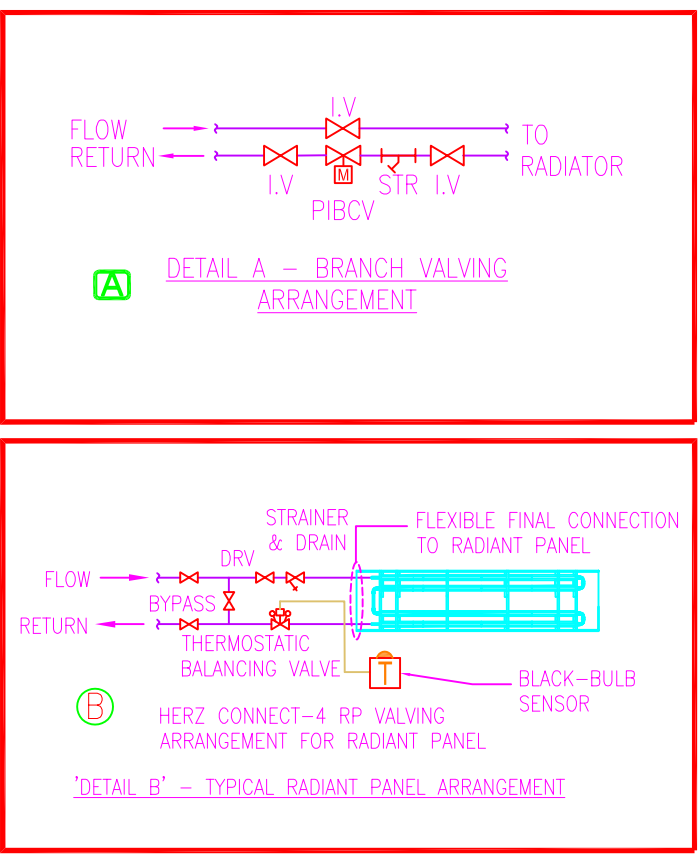 I.V
FLOW
TO
RETURN
RADIATOR
M
I.V
STR I.V
PIBCV
A
DETAIL A - BRANCH VALVING
ARRANGEMENT
STRAINER
& DRAIN
FLEXIBLE FINAL CONNECTION
TO RADIANT PANEL
DRV
FLOW
BYPASS
RETURN
THERMOSTATIC
BALANCING VALVE
T
BLACK-BULB
SENSOR
B
HERZ CONNECT-4 RP VALVING
ARRANGEMENT FOR RADIANT PANEL
'DETAIL B' - TYPICAL RADIANT PANEL ARRANGEMENT